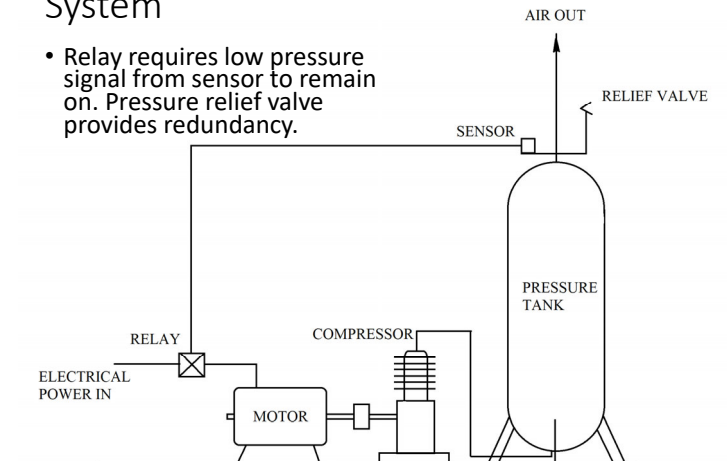 System
• Relay requires low pressure
signal from sensor to remain
on. Pressure relief valve
provides redundancy.
AIR OUT
RELIEF VALVE
SENSOR
PRESSURE
TANK
RELAY
COMPRESSOR
ELECTRICAL
POWER IN
MOTOR